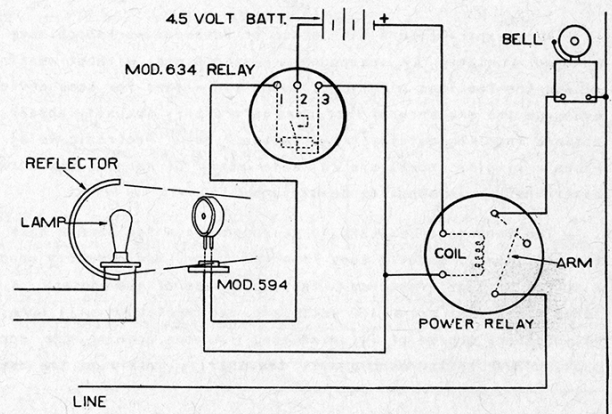 4.5 VOLT BATT.
+
BELL
MOD. 634 RELAY
1 2 3
REFLECTOR
LAMP
MOD. 594
COIL
ARM
POWER RELAY
LINE